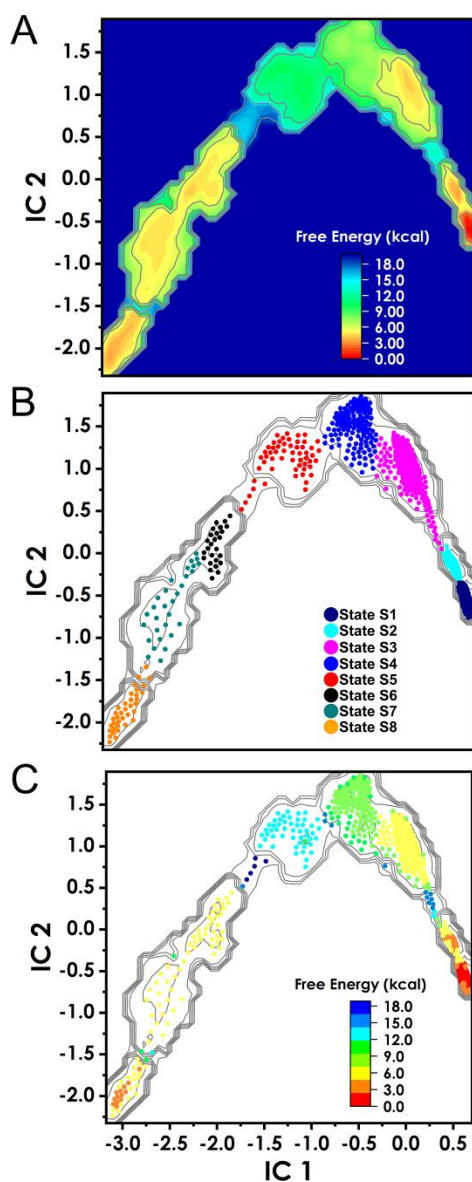 A
IC 2
1.5
1.0
0.5
0.0
-0.5
-1.0
-1.5
-2.0
Free Energy (kcal)
18.0
15.0
12.0
9.00
6.00
3.00
0.00
B
IC 2
1.5
1.0
0.5
0.0
-0.5
-1.0
-1.5
-2.0
State S1
State S2
State S3
State S4
State S5
State S6
State S7
State S8
C
IC 2
1.5
1.0
0.5
0.0
-0.5
-1.0
-1.5
-2.0
Free Energy (kcal)
18.0
15.0
12.0
9.0
6.0
3.0
0.0
-3.0 -2.5 -2.0 -1.5 -1.0 -0.5 0.0 0.5
IC 1